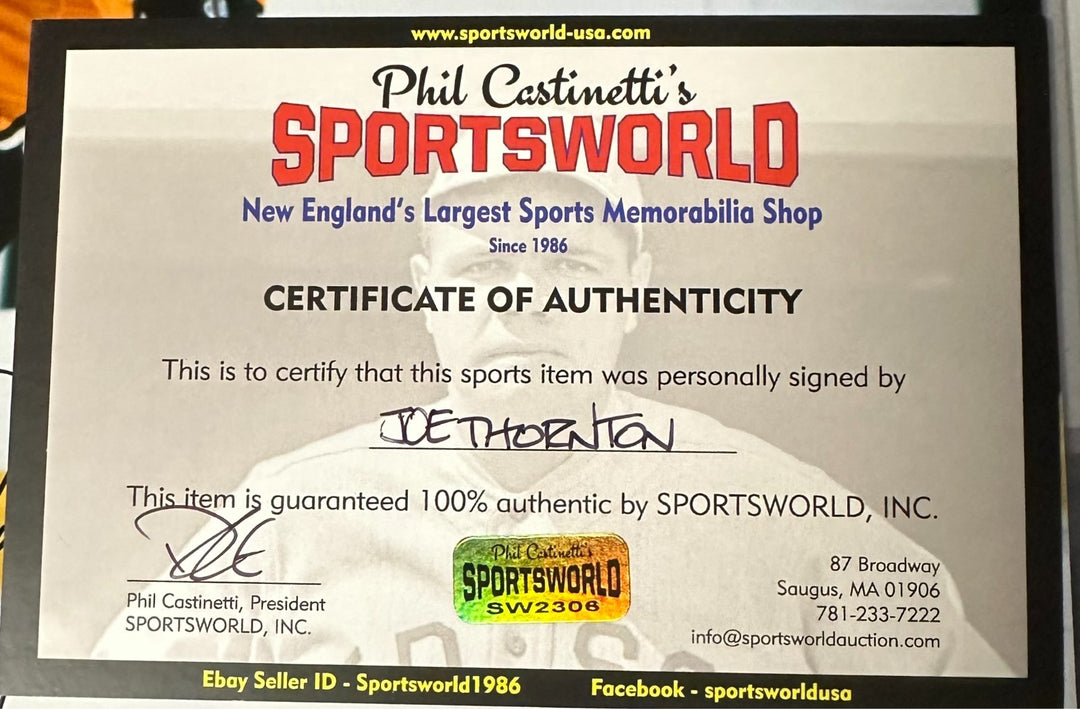 www.sportsworld-usa.com
Phil Castinetti's
SPORTSWORLD
New England's Largest Sports Memorabilia Shop
Since 1986
CERTIFICATE OF AUTHENTICITY
This is to certify that this sports item was personally signed by
JOE THORNTON
This item is guaranteed 100% authentic by SPORTSWORLD, INC.
Phil Castinetti, President
SPORTSWORLD, INC.
Phil Castinetti's
SPORTSWORLD
SW2306
87 Broadway
Saugus, MA 01906
781-233-7222
info@sportsworldauction.com
Ebay Seller ID - Sportsworld1986
Facebook - sportsworldusa